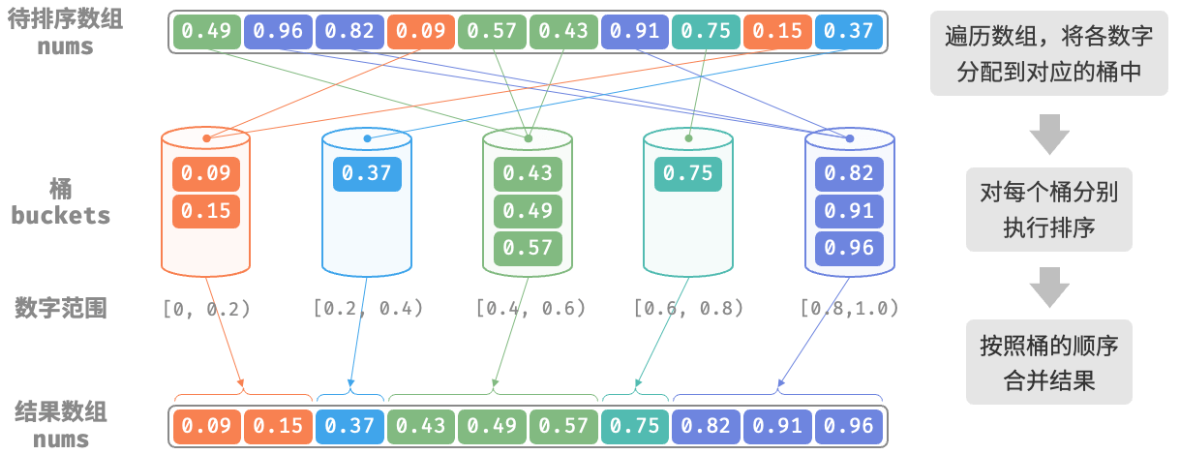 待排序数组
nums
0.49 0.96 0.82 0.09 0.57 0.43 0.91 0.75 0.15 0.37
遍历数组，将各数字
分配到对应的桶中
桶
buckets
0.09 0.37 0.43 0.75 0.82
0.15 0.49 0.91
0.57 0.96
对每个桶分别
执行排序
数字范围
[0, 0.2) [0.2, 0.4) [0.4, 0.6) [0.6, 0.8) [0.8,1.0)
按照桶的顺序
合并结果
结果数组
nums
0.09 0.15 0.37 0.43 0.49 0.57 0.75 0.82 0.91 0.96